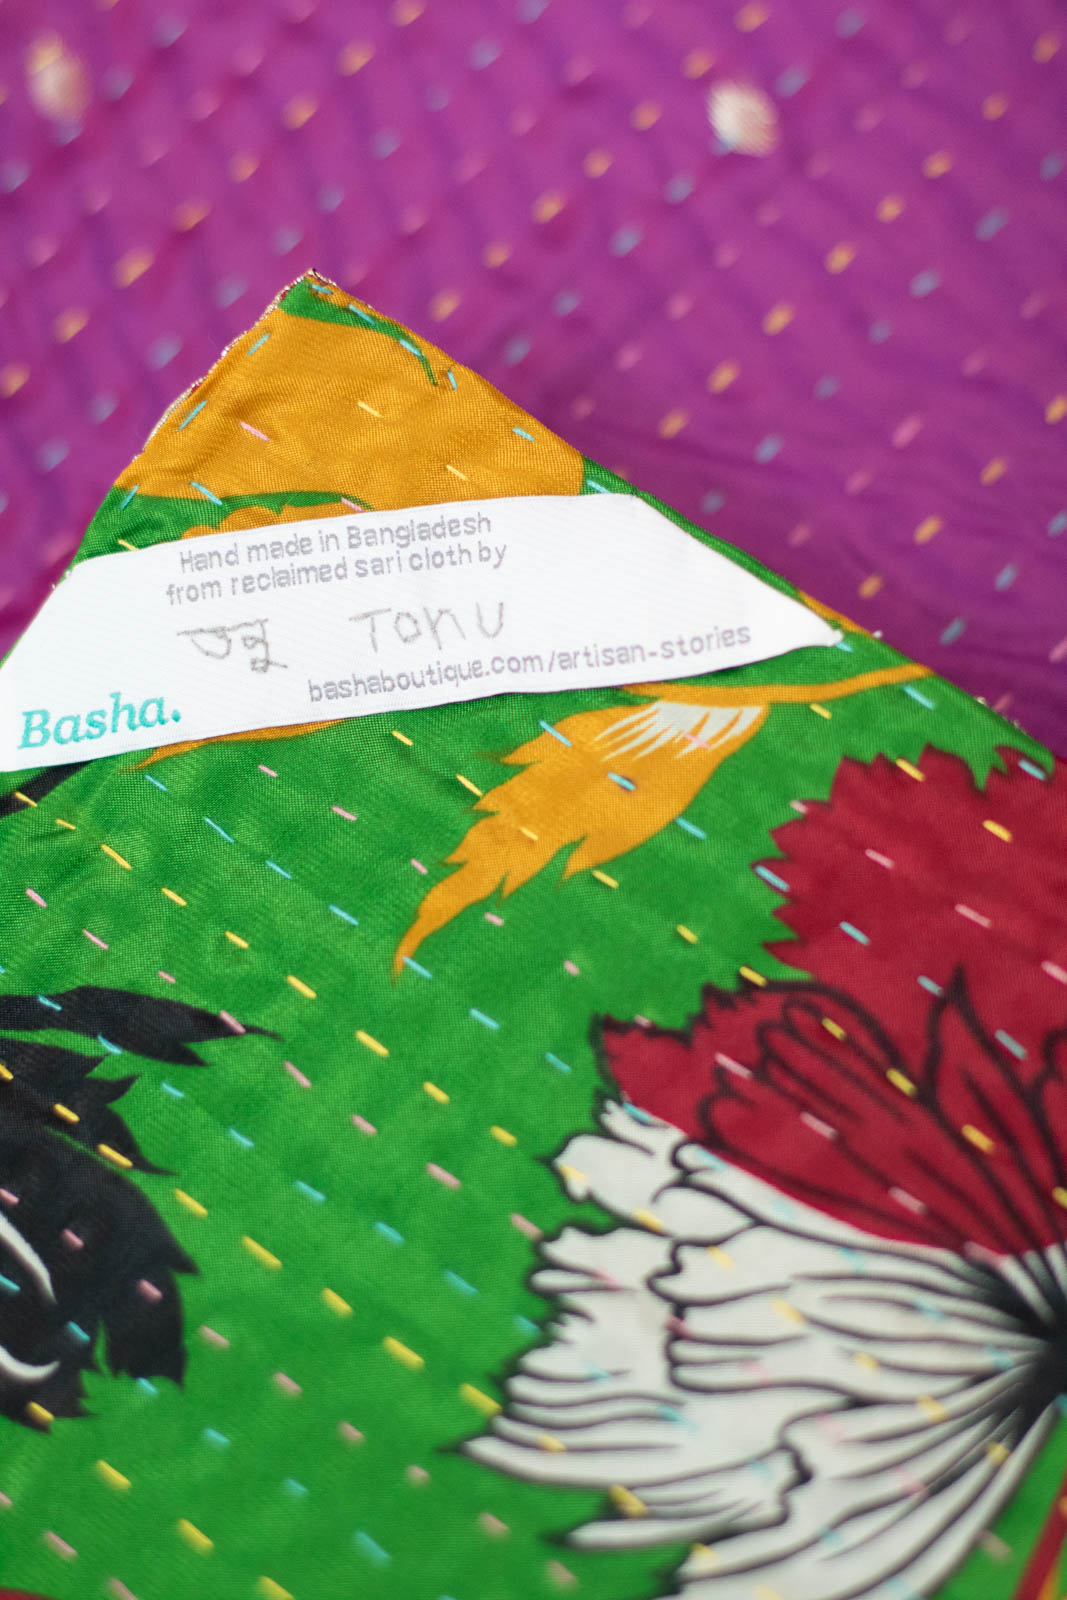 Hand made in Bangladesh
from reclaimed sari cloth by
তনু TONU
bashaboutique.com/artisan-stories
Basha.